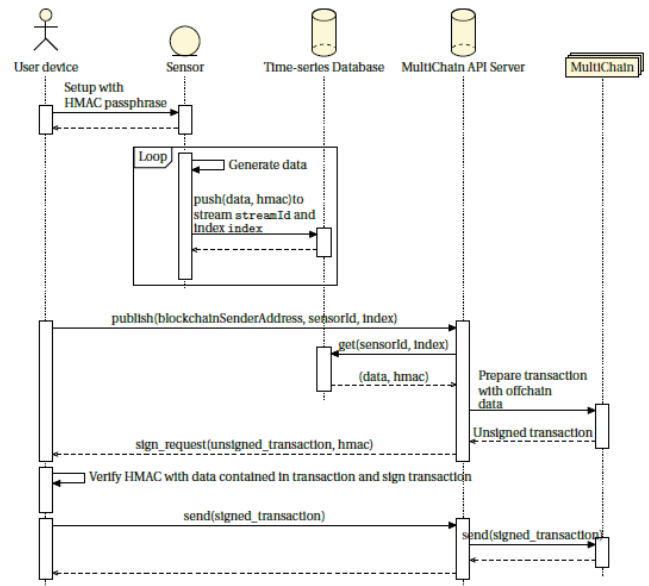 User device
Sensor
Time-series Database
MultiChain API Server
MultiChain
Setup with
HMAC passphrase
Loop
Generate data
push(data, hmac)to
stream streamId and
index index
publish(blockchainSenderAddress, sensorId, index)
get(sensorId, index)
(data, hmac)
Prepare transaction
with offchain
data
Unsigned transaction
sign_request(unsigned_transaction, hmac)
Verify HMAC with data contained in transaction and sign transaction
send(signed_transaction)
send(signed_transaction)